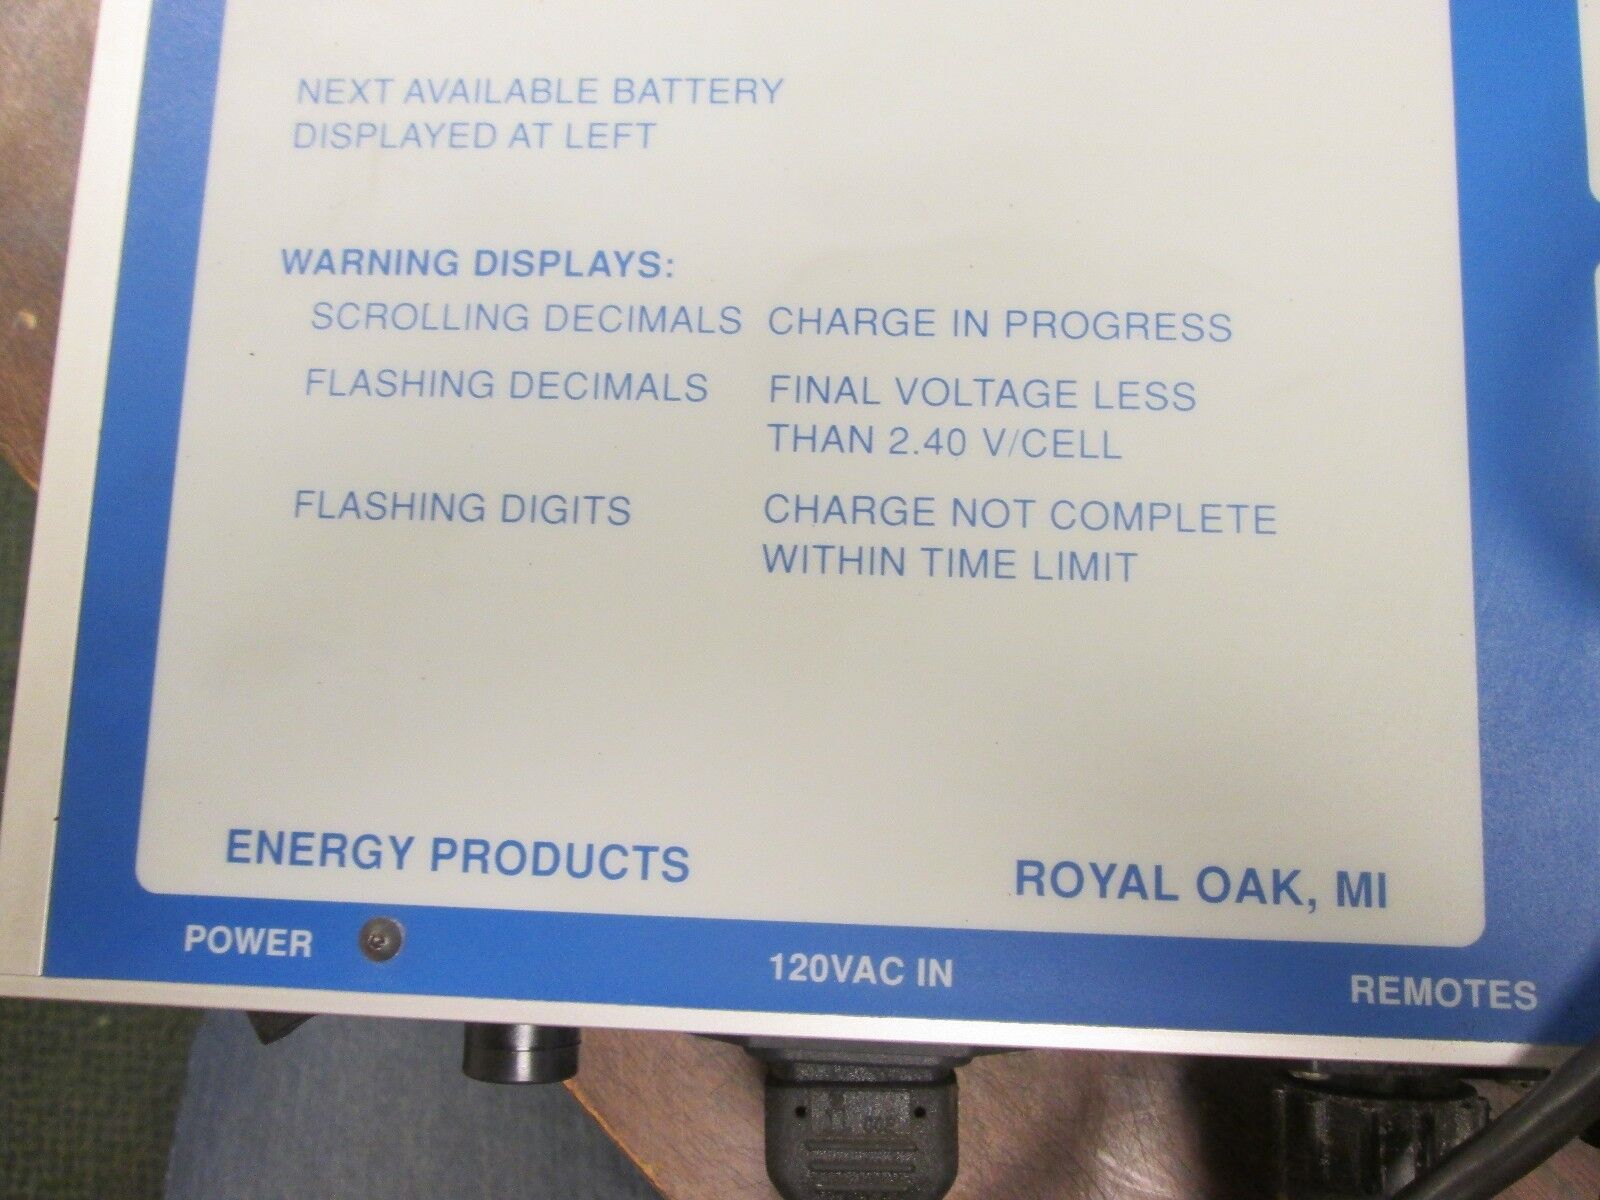 NEXT AVAILABLE BATTERY
DISPLAYED AT LEFT
WARNING DISPLAYS:
SCROLLING DECIMALS CHARGE IN PROGRESS
FLASHING DECIMALS FINAL VOLTAGE LESS
THAN 2.40 V/CELL
FLASHING DIGITS CHARGE NOT COMPLETE
WITHIN TIME LIMIT
ENERGY PRODUCTS ROYAL OAK, MI
POWER 120VAC IN REMOTES